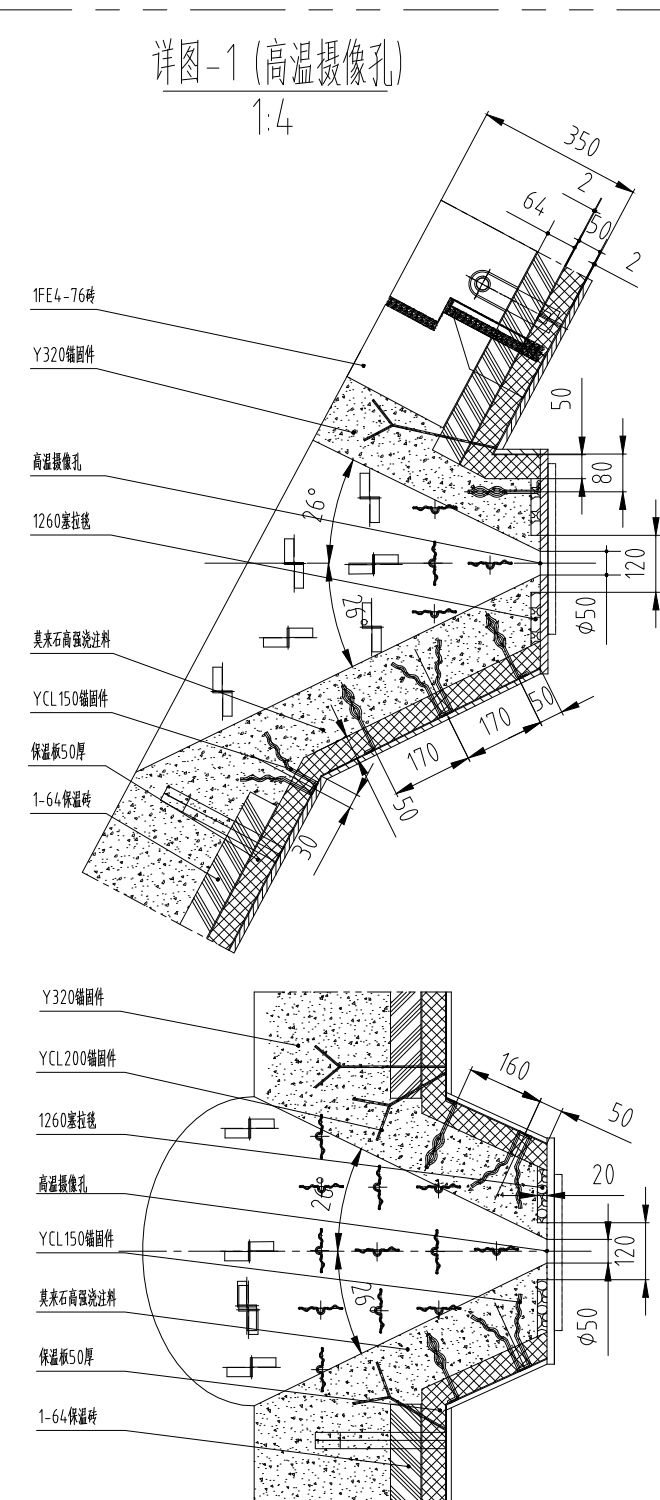 详图-1 (高温摄像孔)
1:4
350
2
64
50
2
1FE4-76砖
Y320锚固件
50
高温摄像孔
80
26°
1260塞拉毯
120
ϕ50
26°
莫来石高强浇注料
YCL150锚固件
50
170
保温板50厚
170
1-64保温砖
50
30
Y320锚固件
YCL200锚固件
160
1260塞拉毯
50
高温摄像孔
20
26°
YCL150锚固件
120
莫来石高强浇注料
26°
ϕ50
保温板50厚
1-64保温砖